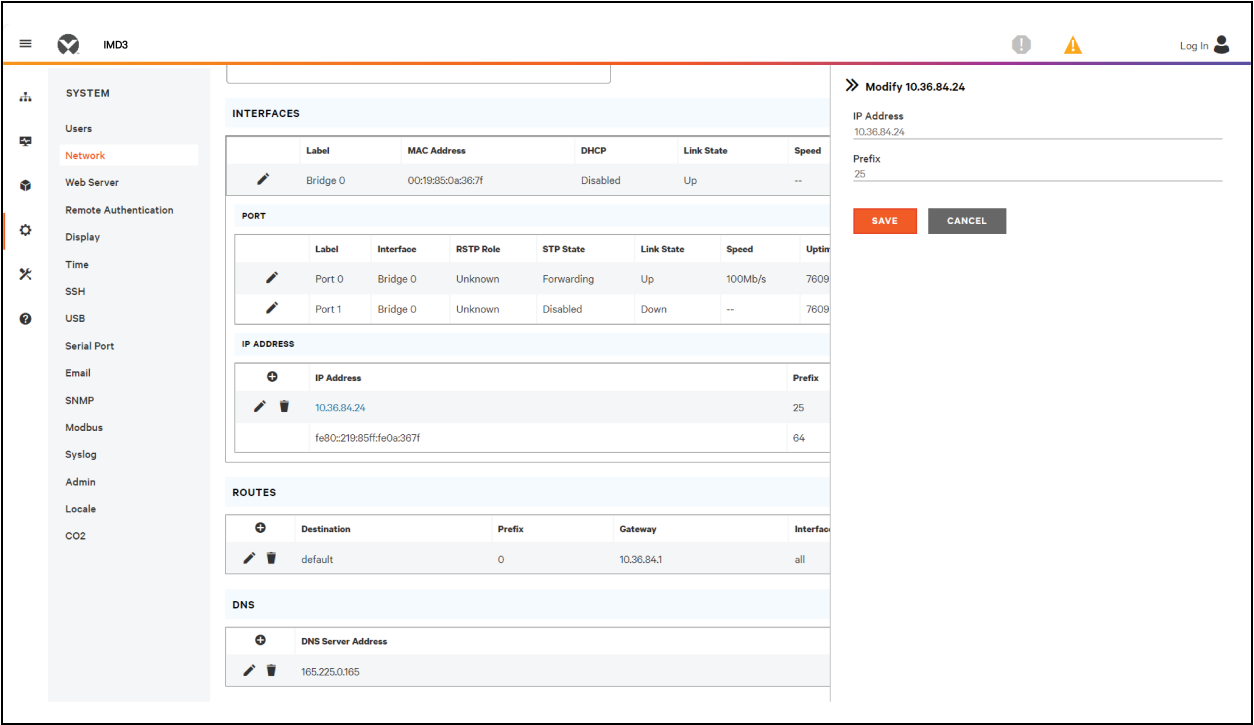 IMD3
Log In
SYSTEM
Users
Network
Web Server
Remote Authentication
Display
Time
SSH
USB
Serial Port
Email
SNMP
Modbus
Syslog
Admin
Locale
CO2
INTERFACES
Label MAC Address DHCP Link State Speed
Bridge 0 00:19:85:0a:36:7f Disabled Up --
PORT
Label Interface RSTP Role STP State Link State Speed Uptim
Port 0 Bridge 0 Unknown Forwarding Up 100Mb/s 7609
Port 1 Bridge 0 Unknown Disabled Down -- 7609
IP ADDRESS
IP Address Prefix
10.36.84.24 25
fe80::219:85ff:fe0a:367f 64
ROUTES
Destination Prefix Gateway Interface
default 0 10.36.84.1 all
DNS
DNS Server Address
165.225.0.165
Modify 10.36.84.24
IP Address
10.36.84.24
Prefix
25
SAVE CANCEL